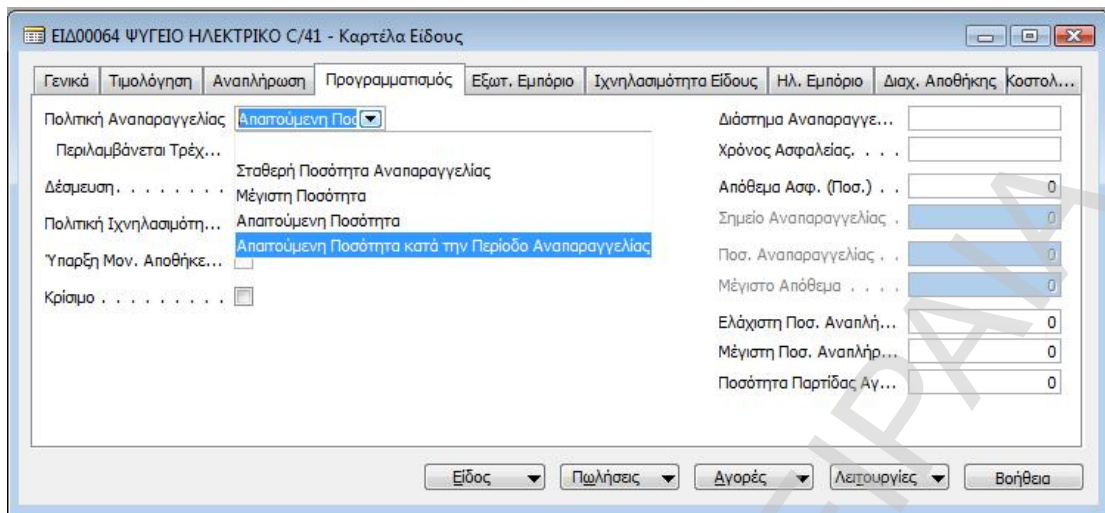 ΕΙΔ00064 ΨΥΓΕΙΟ ΗΛΕΚΤΡΙΚΟ C/41 - Καρτέλα Είδους
Γενικά Τιμολόγηση Αναπλήρωση Προγραμματισμός Εξωτ. Εμπόριο Ιχνηλασιμότητα Είδους Ηλ. Εμπόριο Διαχ. Αποθήκης Κοστολ...
Πολιτική Αναπαραγγελίας Απαιτούμενη Ποσ
Περιλαμβάνεται Τρέχ...
Σταθερή Ποσότητα Αναπαραγγελίας
Δέσμευση . . . . . . . .
Μέγιστη Ποσότητα
Πολιτική Ιχνηλασιμότη...
Απαιτούμενη Ποσότητα
Απαιτούμενη Ποσότητα κατά την Περίοδο Αναπαραγγελίας
Ύπαρξη Μον. Αποθήκε...
Κρίσιμο . . . . . . . . .
Διάστημα Αναπαραγγε...
Χρόνος Ασφαλείας. . . .
Απόθεμα Ασφ. (Ποσ.) . . 0
Σημείο Αναπαραγγελίας . 0
Ποσ. Αναπαραγγελίας . . 0
Μέγιστο Απόθεμα . . . . 0
Ελάχιστη Ποσ. Αναπλή... 0
Μέγιστη Ποσ. Αναπλήρ... 0
Ποσότητα Παρτίδας Αγ... 0
Είδος Πωλήσεις Αγορές Λειτουργίες Βοήθεια
ΕΙΡΑΙΑ